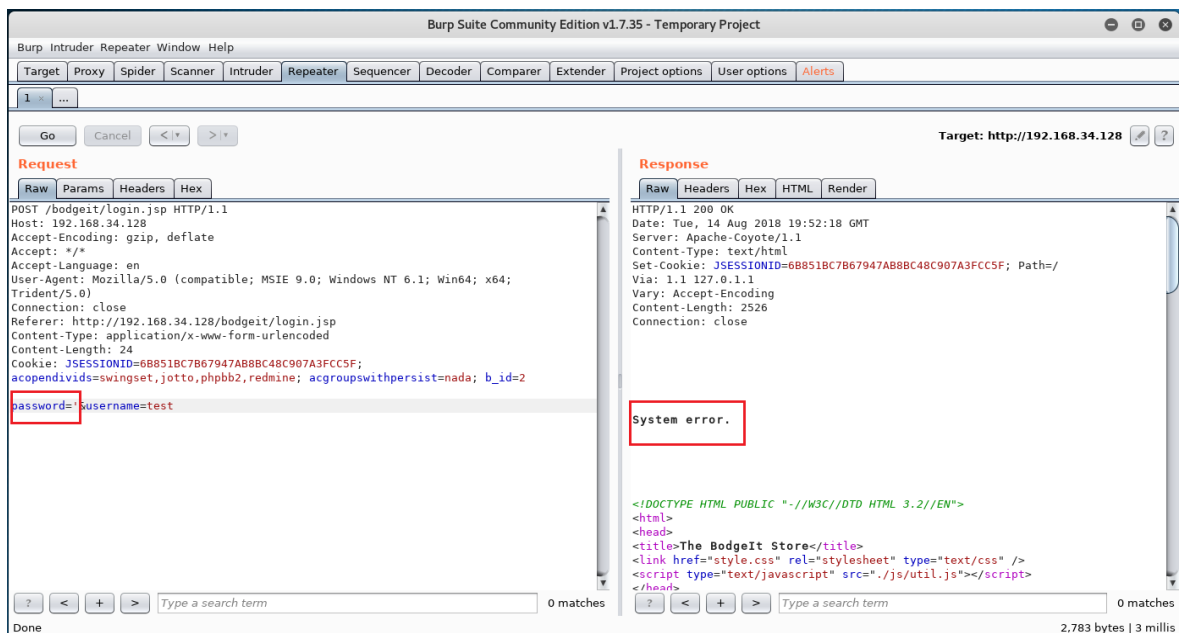 Burp Suite Community Edition v1.7.35 - Temporary Project
Burp Intruder Repeater Window Help
Target Proxy Spider Scanner Intruder Repeater Sequencer Decoder Comparer Extender Project options User options Alerts
1 × ...
Go Cancel < > Target: http://192.168.34.128 ?
Request
Raw Params Headers Hex
POST /bodgeit/login.jsp HTTP/1.1
Host: 192.168.34.128
Accept-Encoding: gzip, deflate
Accept: */*
Accept-Language: en
User-Agent: Mozilla/5.0 (compatible; MSIE 9.0; Windows NT 6.1; Win64; x64;
Trident/5.0)
Connection: close
Referer: http://192.168.34.128/bodgeit/login.jsp
Content-Type: application/x-www-form-urlencoded
Content-Length: 24
Cookie: JSESSIONID=6B851BC7B67947AB8BC48C907A3FCC5F;
acopendivids=swingset,jotto,phpbb2,redmine; acgroupswithpersist=nada; b_id=2
password='&username=test
? < + > Type a search term 0 matches
Response
Raw Headers Hex HTML Render
HTTP/1.1 200 OK
Date: Tue, 14 Aug 2018 19:52:18 GMT
Server: Apache-Coyote/1.1
Content-Type: text/html
Set-Cookie: JSESSIONID=6B851BC7B67947AB8BC48C907A3FCC5F; Path=/
Via: 1.1 127.0.1.1
Vary: Accept-Encoding
Content-Length: 2526
Connection: close
System error.
<!DOCTYPE HTML PUBLIC "-//W3C//DTD HTML 3.2//EN">
<html>
<head>
<title>The BodgeIt Store</title>
<link href="style.css" rel="stylesheet" type="text/css" />
<script type="text/javascript" src="./js/util.js"></script>
</head>
? < + > Type a search term 0 matches
Done 2,783 bytes | 3 millis